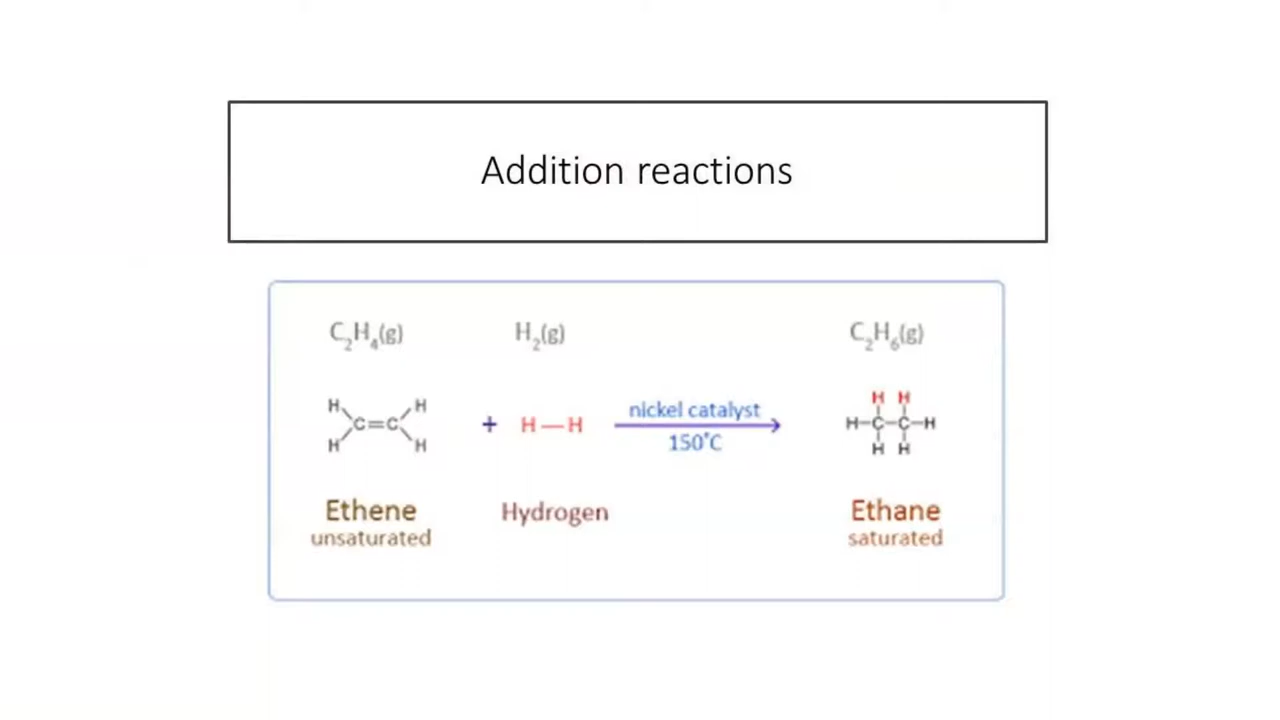 Addition reactions
C₂H₄(g) H₂(g) C₂H₆(g)
H H H H
nickel catalyst
C=C + H—H H-C-C-H
150°C
H H H H
Ethene Hydrogen Ethane
unsaturated saturated